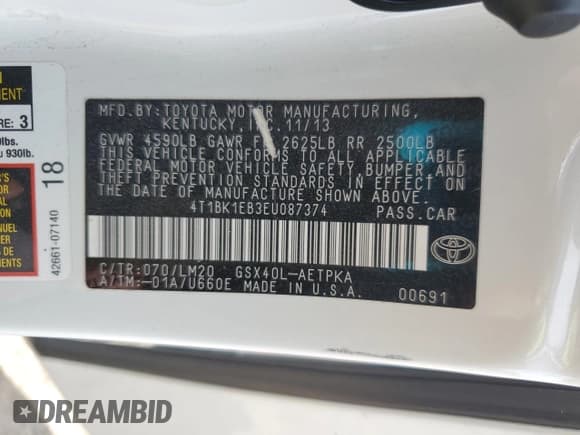 MFD.BY: TOYOTA MOTOR MANUFACTURING,
KENTUCKY, INC. 11/13
GVWR 4590LB GAWR FR 2625LB RR 2500LB
THIS VEHICLE CONFORMS TO ALL APPLICABLE
FEDERAL MOTOR VEHICLE SAFETY, BUMPER, AND
THEFT PREVENTION STANDARDS IN EFFECT ON
THE DATE OF MANUFACTURE SHOWN ABOVE.
4T1BK1EB3EU087374 PASS.CAR
C/TR: 070/LM20 GSX40L-AETPKA
A/TM: -01A/U660E MADE IN U.S.A. 00691
TOYOTA
18
42661-07140
3
930lb.
DREAMBID